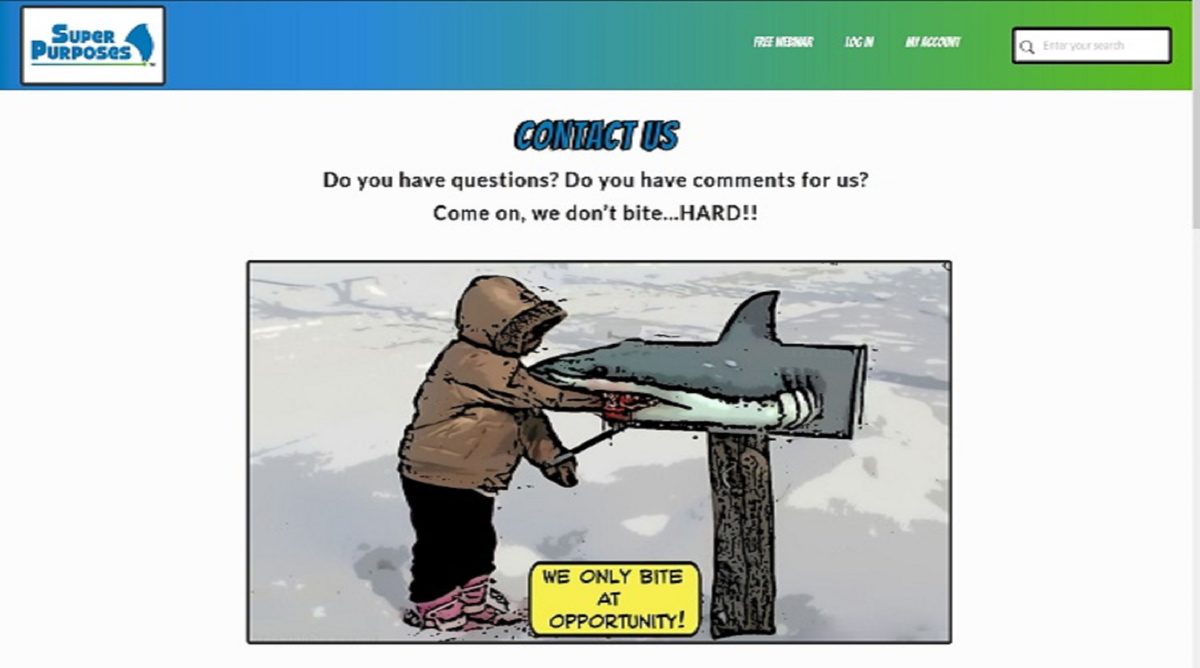 SUPER
PURPOSES
TM
FREE WEBINAR LOG IN MY ACCOUNT
Enter your search
CONTACT US
Do you have questions? Do you have comments for us?
Come on, we don’t bite...HARD!!
WE ONLY BITE
AT
OPPORTUNITY!